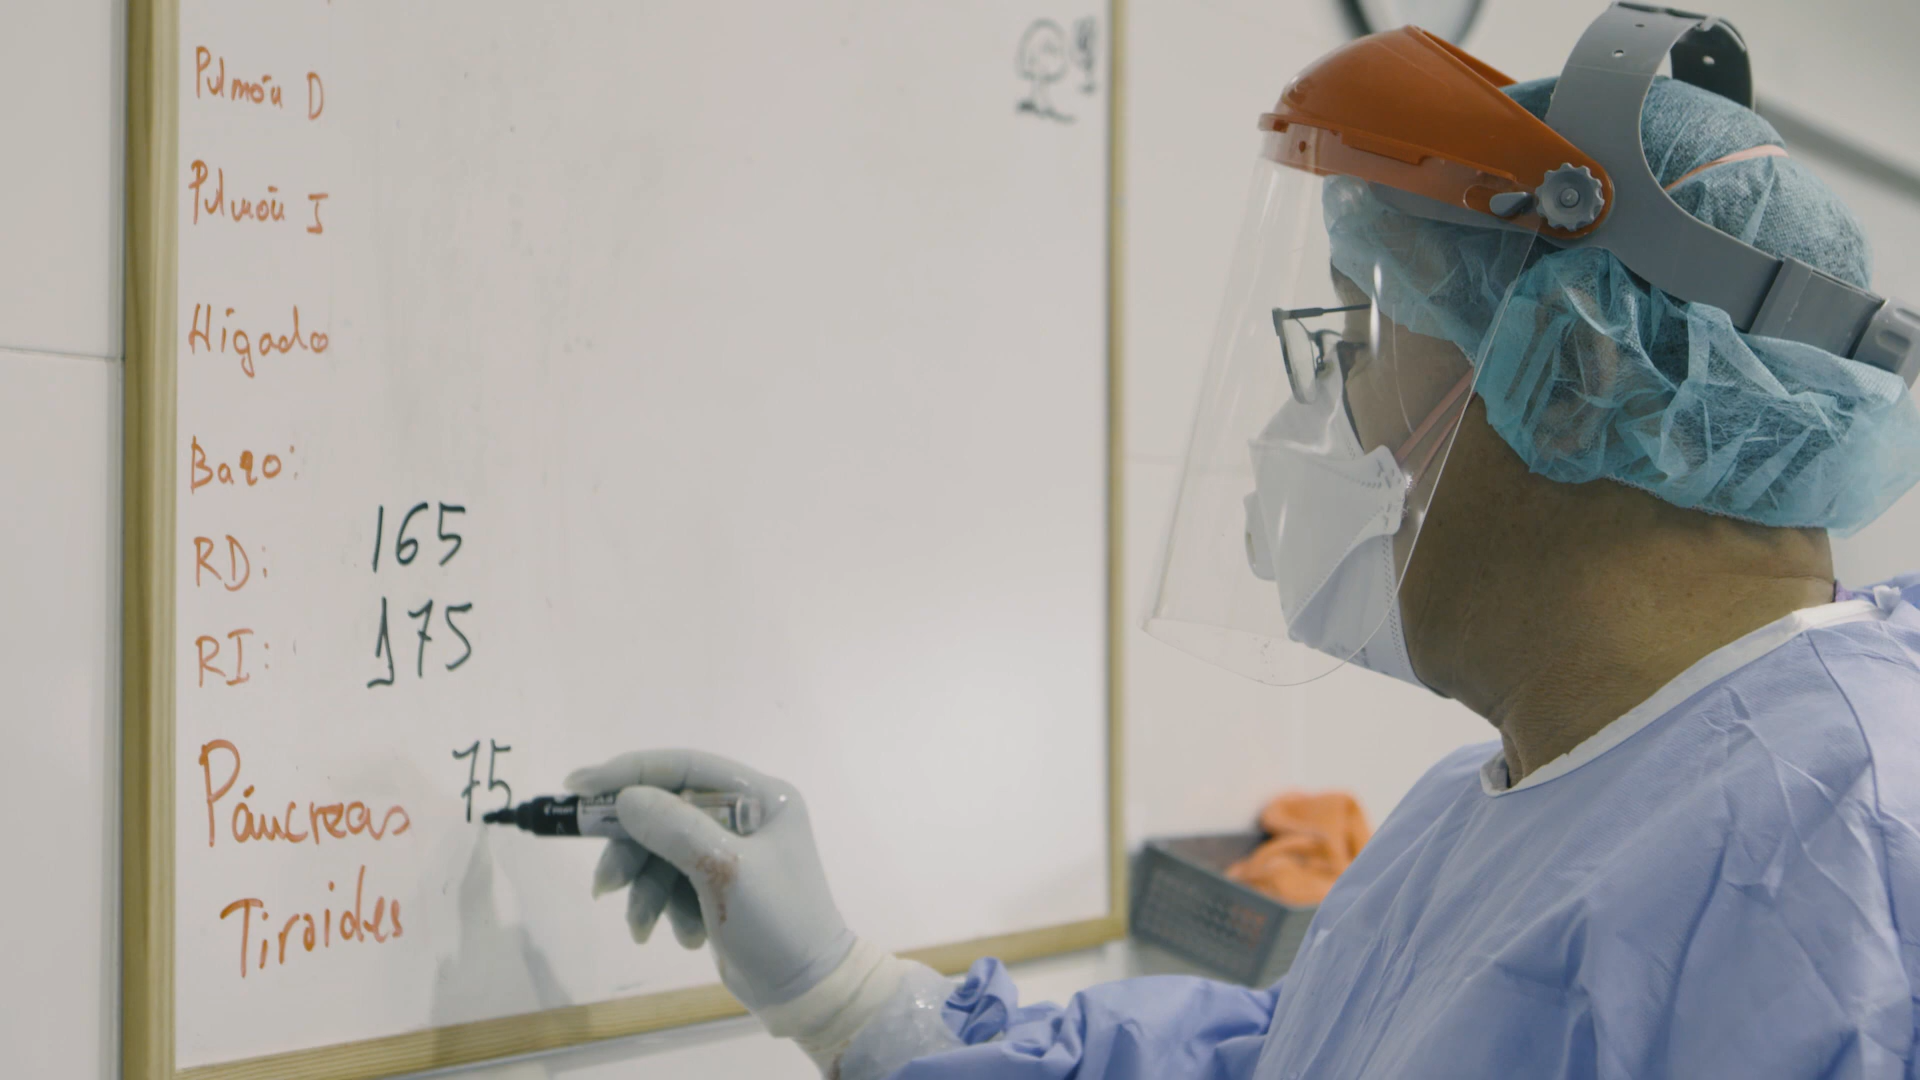 Pulmón D
Pulmón I
Hígado
Bazo:
RD: 165
RI: 175
Páncreas 75
Tiroides